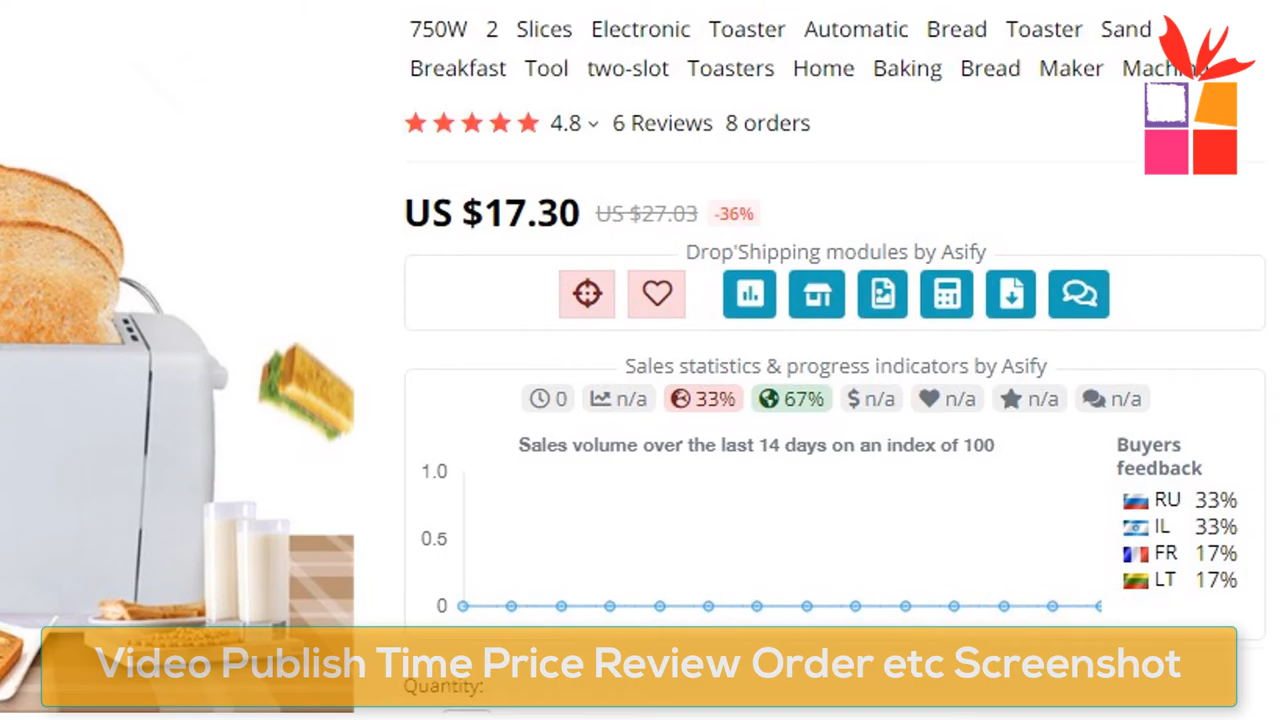 750W 2 Slices Electronic Toaster Automatic Bread Toaster Sand
Breakfast Tool two-slot Toasters Home Baking Bread Maker Machine
4.8 6 Reviews 8 orders
US $17.30 US $27.03 -36%
Drop'Shipping modules by Asify
Sales statistics & progress indicators by Asify
0 n/a 33% 67% $ n/a n/a n/a n/a
Sales volume over the last 14 days on an index of 100
Buyers
feedback
1.0
0.5
0
RU 33%
IL 33%
FR 17%
LT 17%
Video Publish Time Price Review Order etc Screenshot
Quantity: